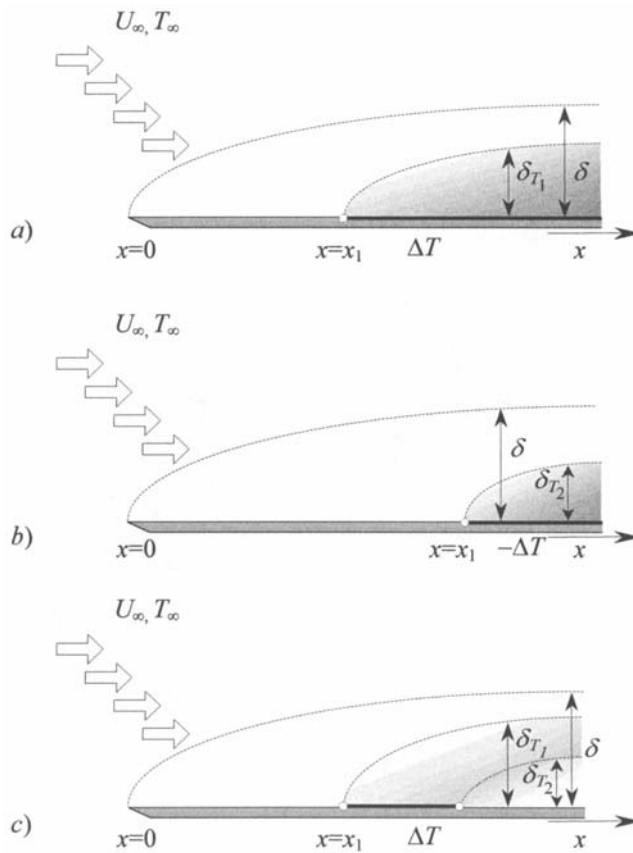 U∞, T∞
δT1
δ
a)
x=0
x=x1
ΔT
x
U∞, T∞
δ
δT2
b)
x=0
x=x1
−ΔT
x
U∞, T∞
δT1
δ
δT2
c)
x=0
x=x1
ΔT
x